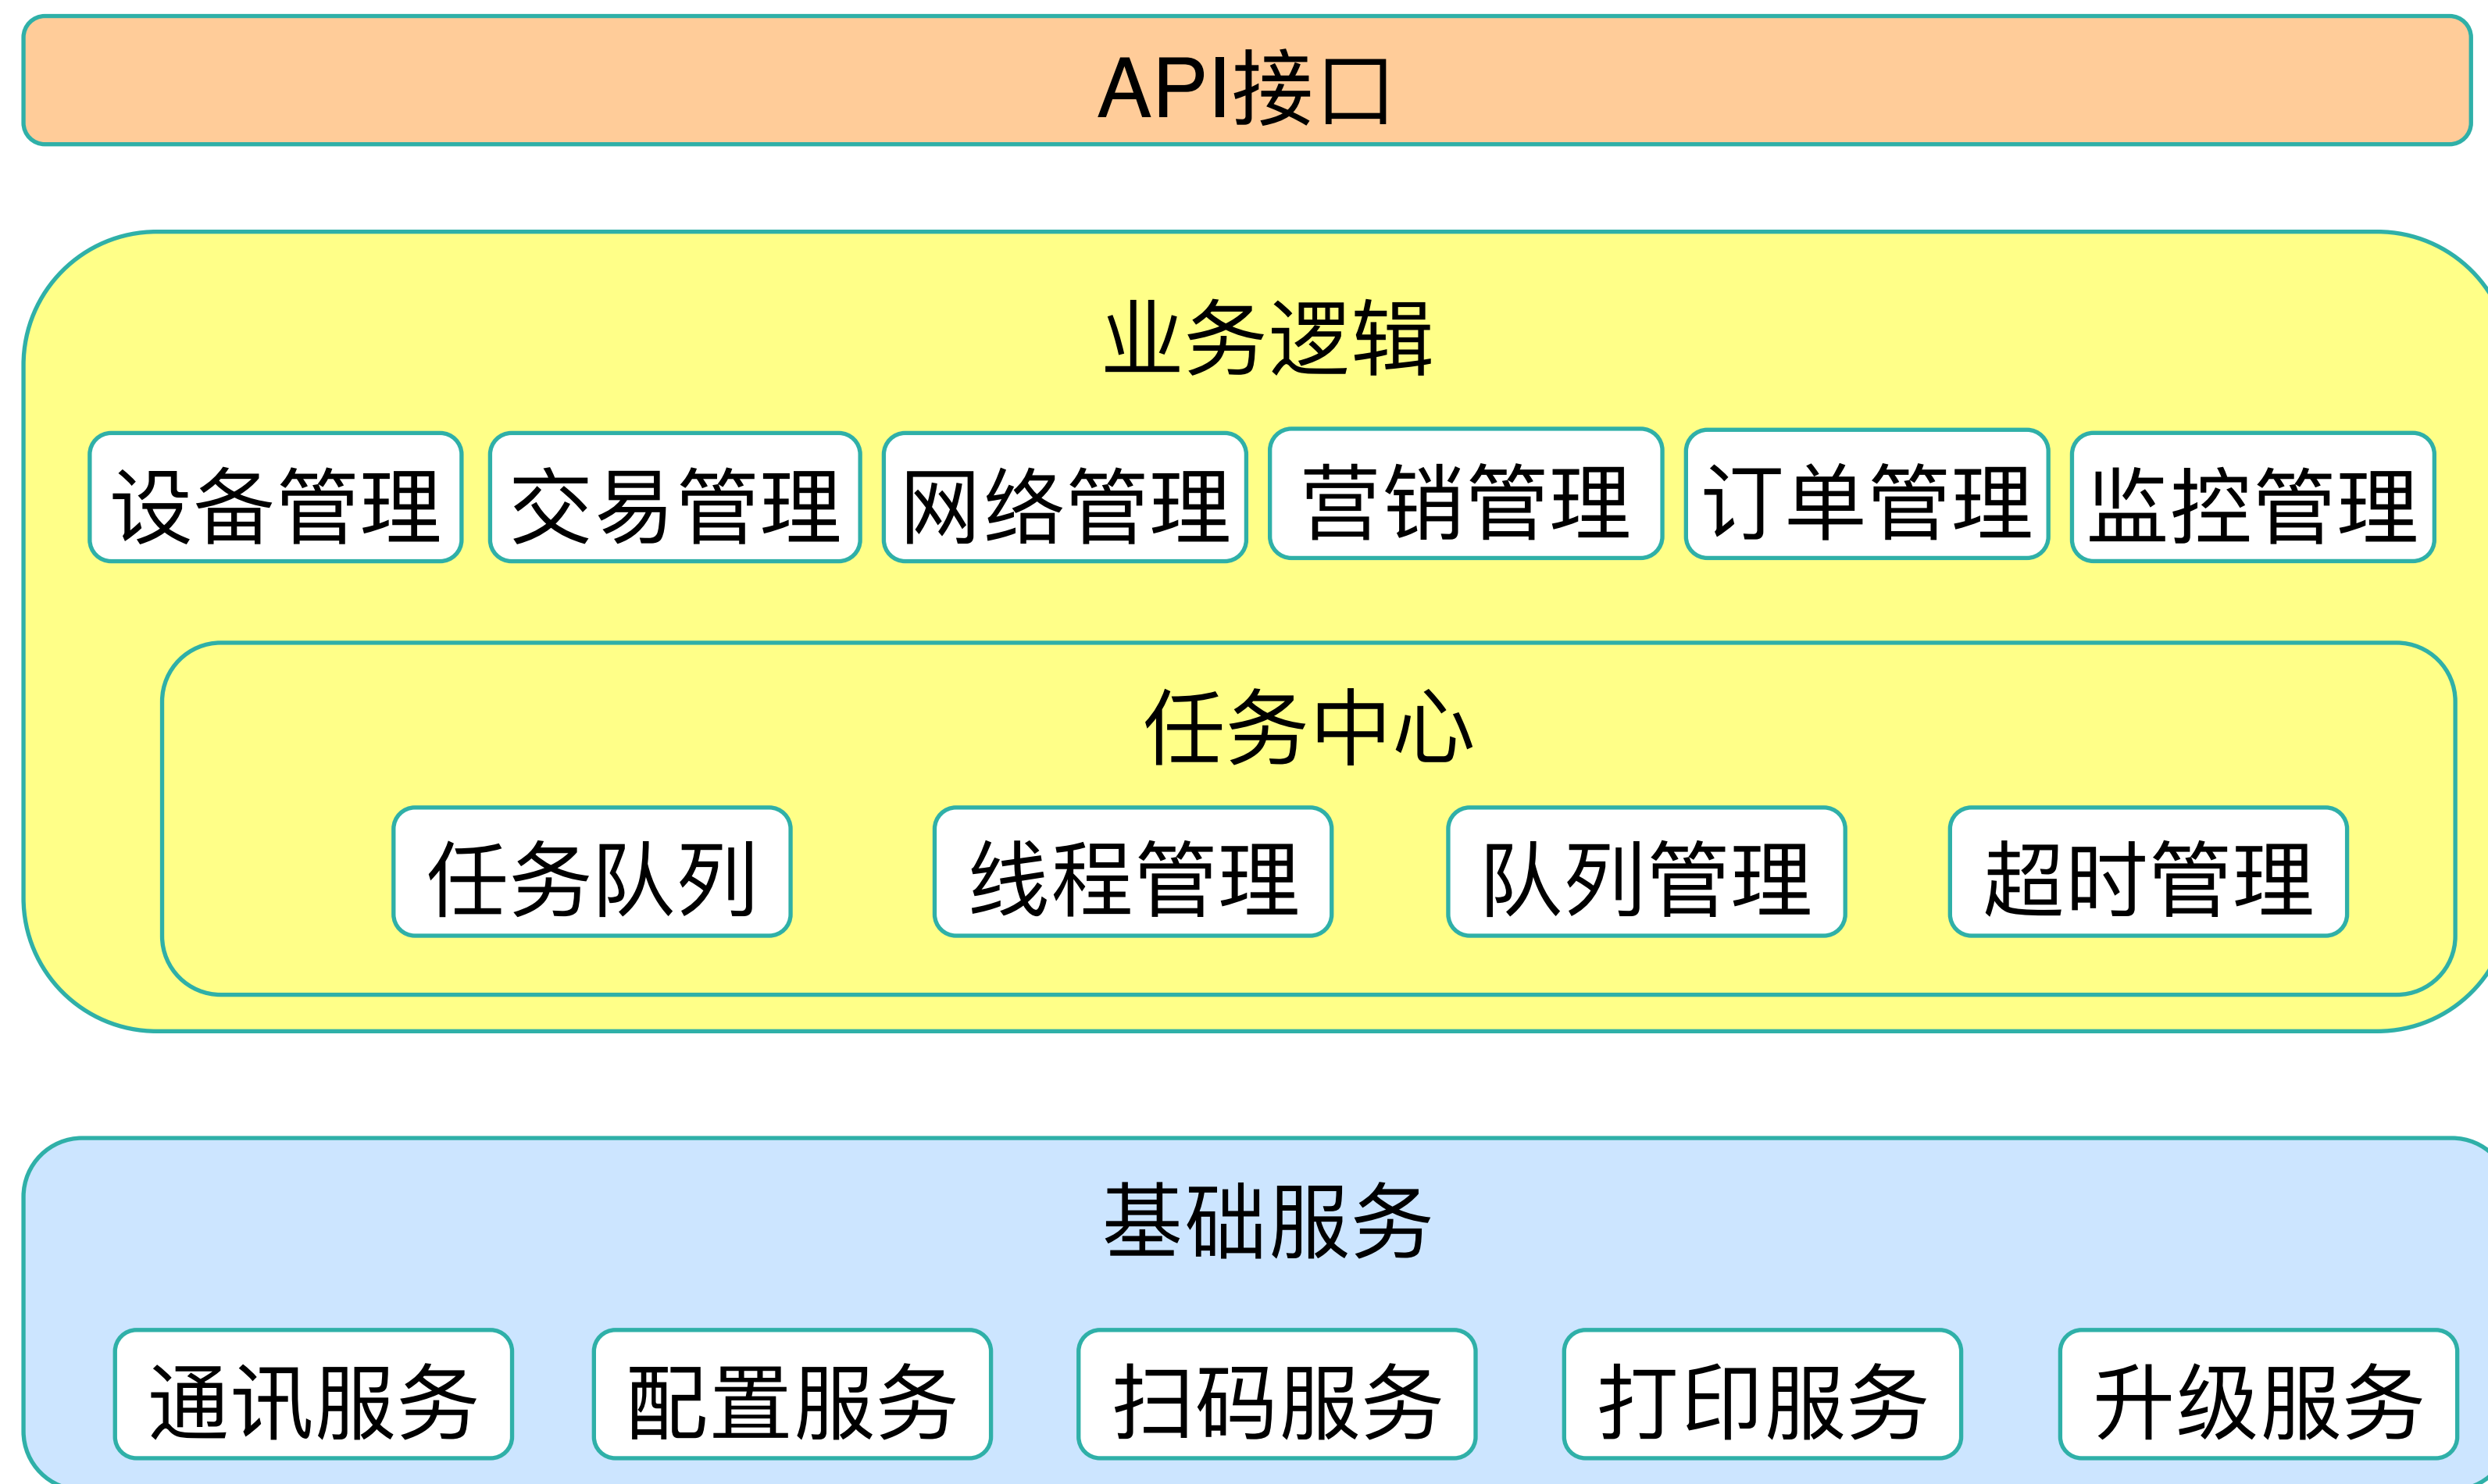 API接口
业务逻辑
设备管理 交易管理 网络管理 营销管理 订单管理 监控管理
任务中心
任务队列 线程管理 队列管理 超时管理
基础服务
通讯服务 配置服务 扫码服务 打印服务 升级服务